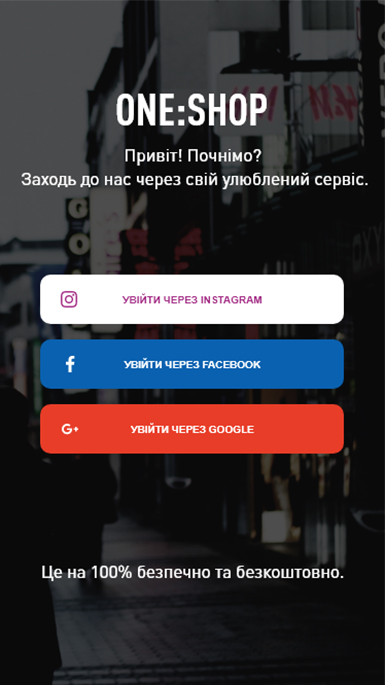 ONE:SHOP
Привіт! Почнімо?
Заходь до нас через свій улюблений сервіс.
УВІЙТИ ЧЕРЕЗ INSTAGRAM
УВІЙТИ ЧЕРЕЗ FACEBOOK
УВІЙТИ ЧЕРЕЗ GOOGLE
Це на 100% безпечно та безкоштовно.